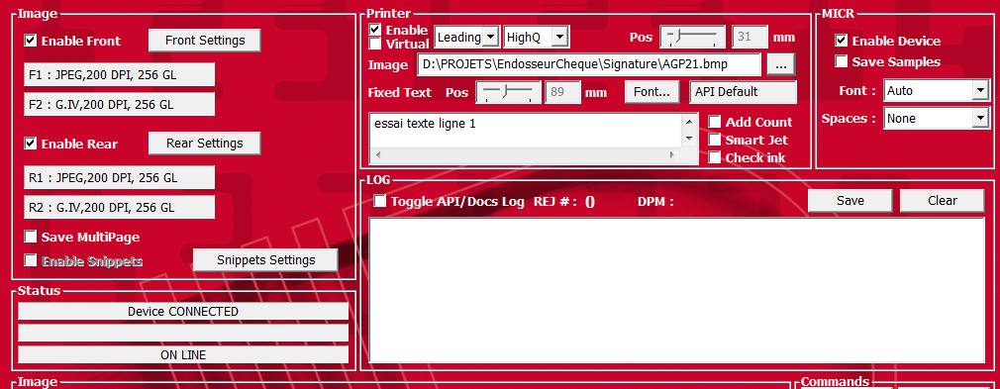 Image
Enable Front
Front Settings
F1 : JPEG,200 DPI, 256 GL
F2 : G.IV,200 DPI, 256 GL
Enable Rear
Rear Settings
R1 : JPEG,200 DPI, 256 GL
R2 : G.IV,200 DPI, 256 GL
Save MultiPage
Enable Snippets
Snippets Settings
Status
Device CONNECTED
ON LINE
Image
Printer
Enable
Virtual
Leading
HighQ
Pos
31
mm
Image
D:\PROJETS\EndosseurCheque\Signature\AGP21.bmp
...
Fixed Text
Pos
89
mm
Font...
API Default
essai texte ligne 1
Add Count
Smart Jet
Check ink
LOG
Toggle API/Docs Log
REJ # :
0
DPM :
Save
Clear
MICR
Enable Device
Save Samples
Font :
Auto
Spaces :
None
Commands